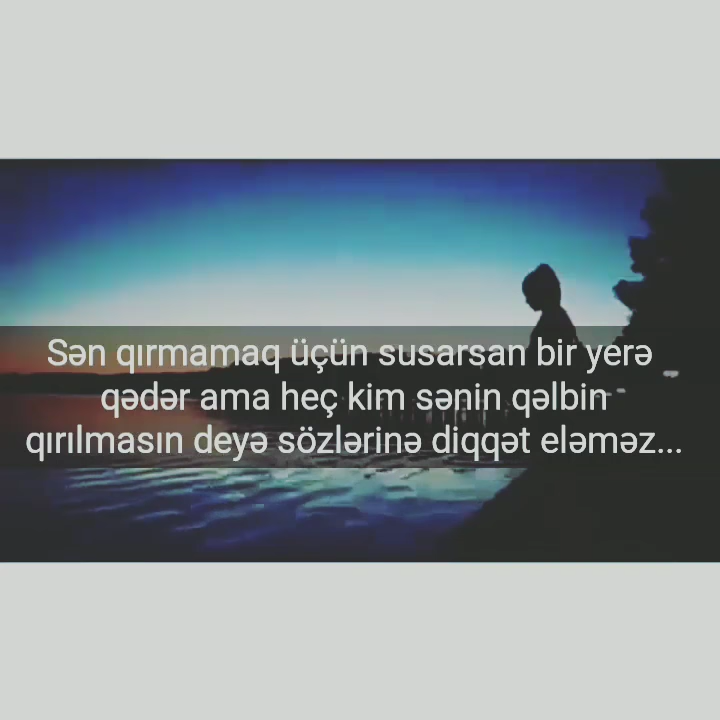 Sən qırmamaq üçün susarsan bir yerə
qədər ama heç kim sənin qəlbin
qırılmasın deyə sözlərinə diqqət eləməz...